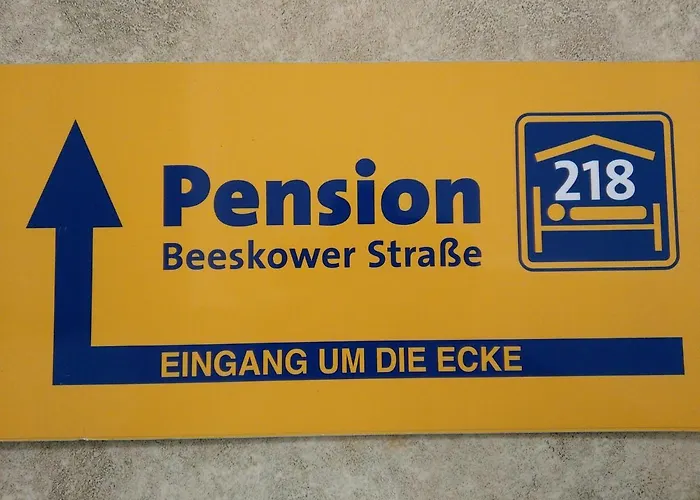 Pension
Beeskower Straße
218
EINGANG UM DIE ECKE